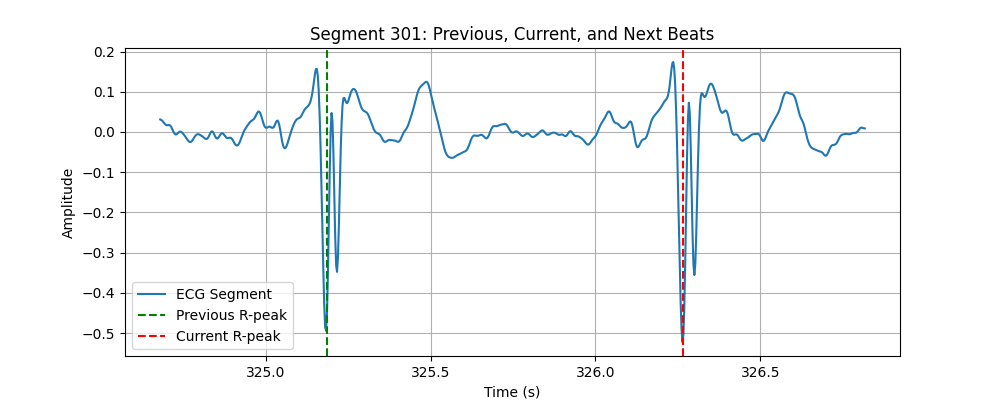 Segment 301: Previous, Current, and Next Beats
0.2
0.1
0.0
−0.1
−0.2
−0.3
−0.4
−0.5
Amplitude
ECG Segment
Previous R-peak
Current R-peak
325.0 325.5 326.0 326.5
Time (s)